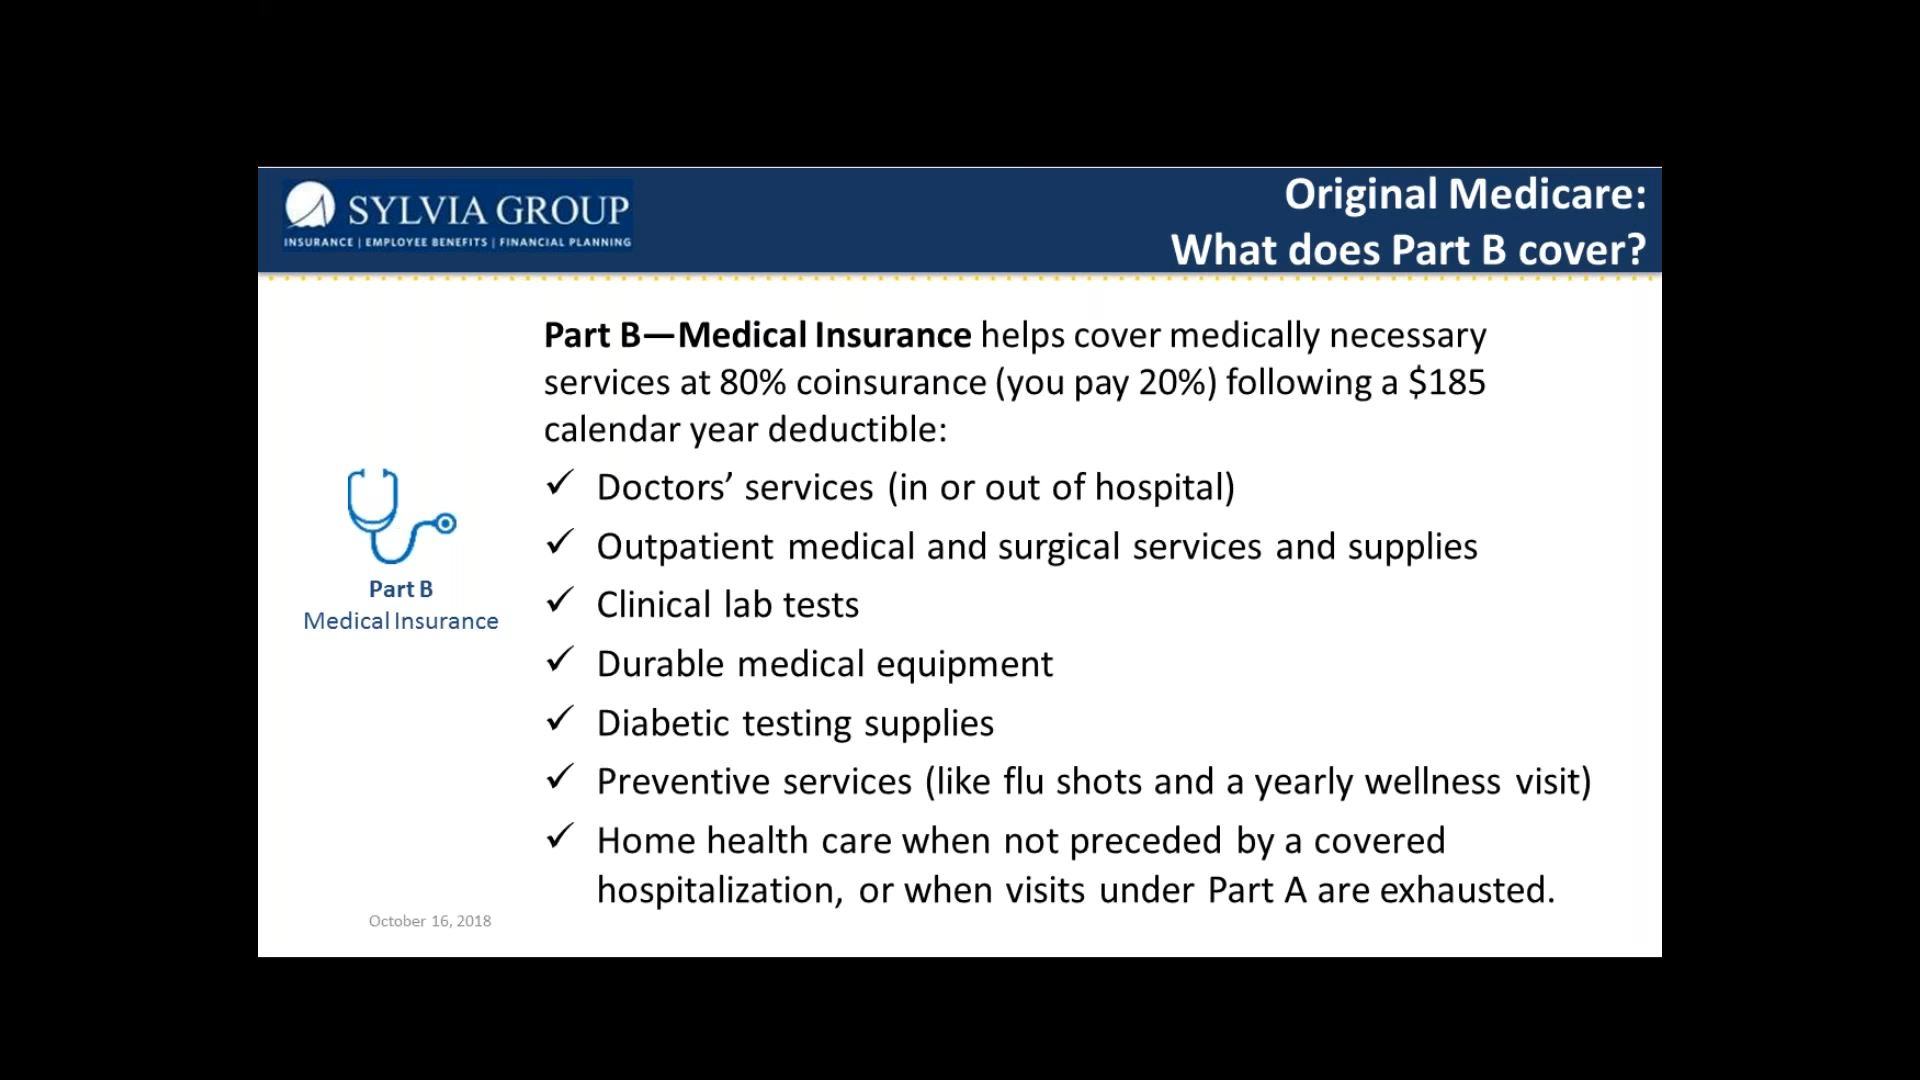 SYLVIA GROUP
INSURANCE | EMPLOYEE BENEFITS | FINANCIAL PLANNING
Original Medicare:
What does Part B cover?
Part B—Medical Insurance helps cover medically necessary
services at 80% coinsurance (you pay 20%) following a $185
calendar year deductible:
✓ Doctors’ services (in or out of hospital)
✓ Outpatient medical and surgical services and supplies
✓ Clinical lab tests
✓ Durable medical equipment
✓ Diabetic testing supplies
✓ Preventive services (like flu shots and a yearly wellness visit)
✓ Home health care when not preceded by a covered
hospitalization, or when visits under Part A are exhausted.
Part B
Medical Insurance
October 16, 2018